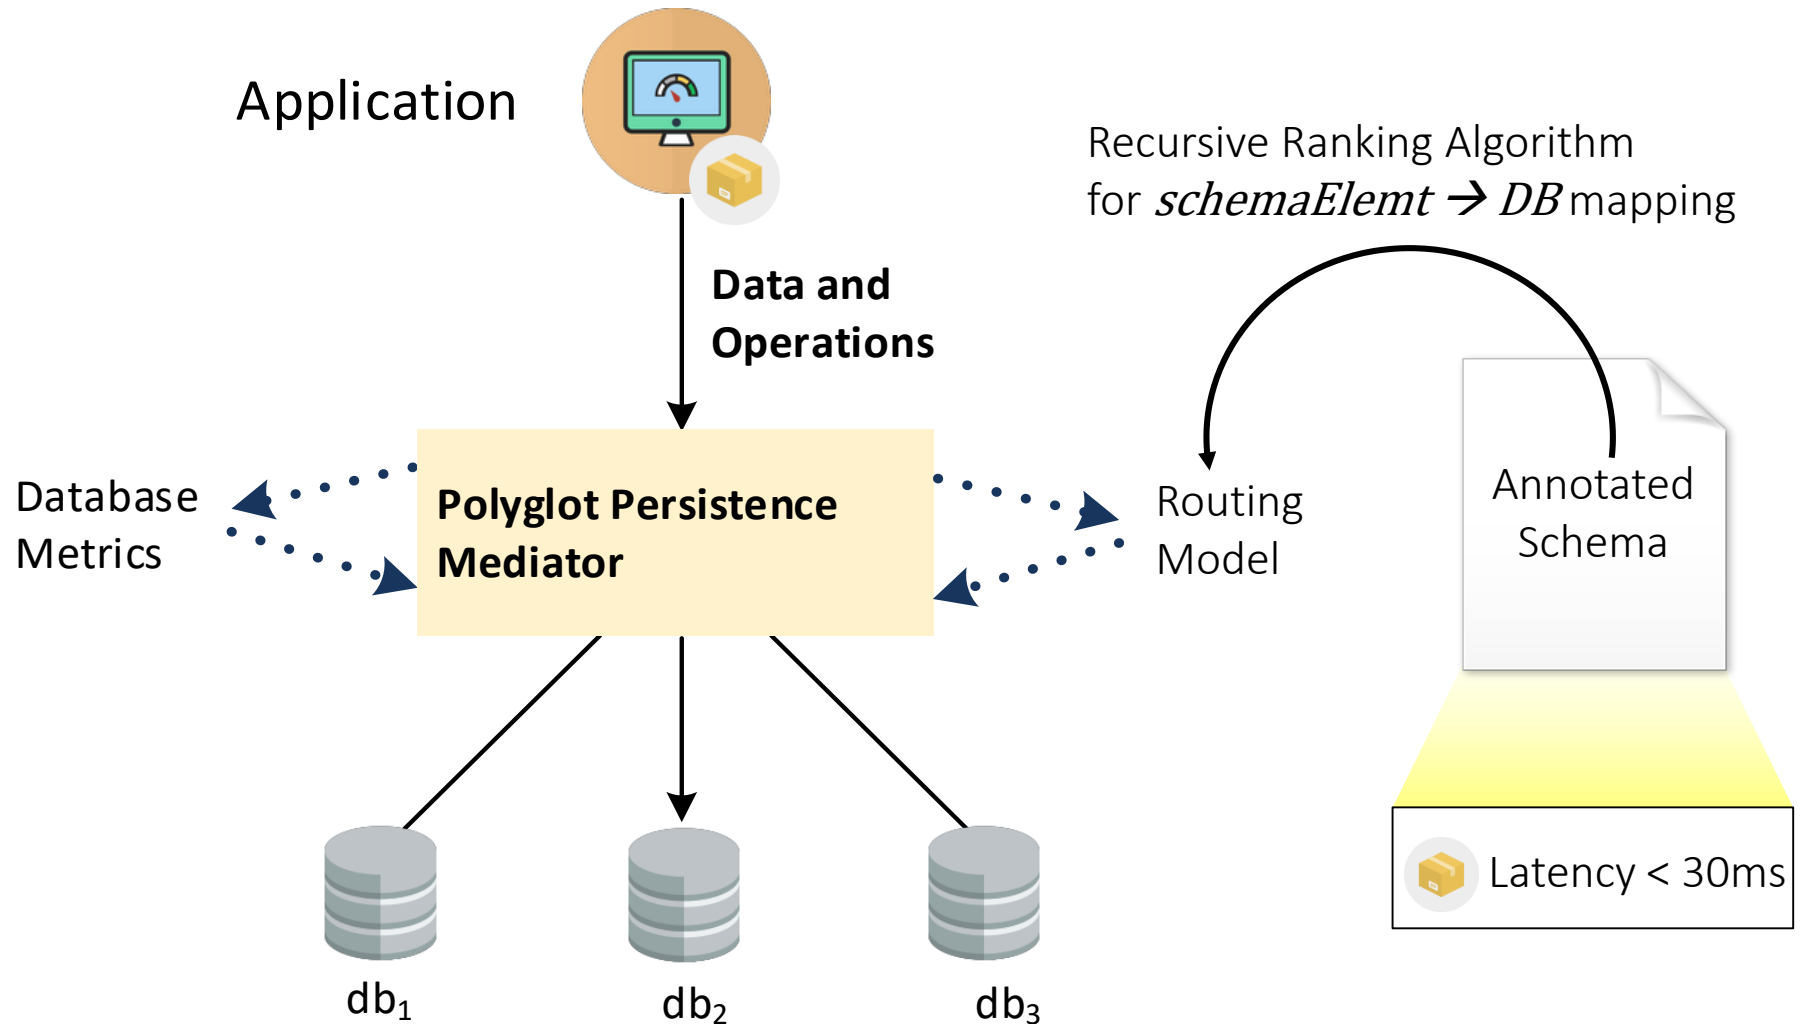 Application
Recursive Ranking Algorithm
for schemaElemt → DB mapping
Data and
Operations
Database
Metrics
Polyglot Persistence
Mediator
Routing
Model
Annotated
Schema
Latency < 30ms
db₁
db₂
db₃